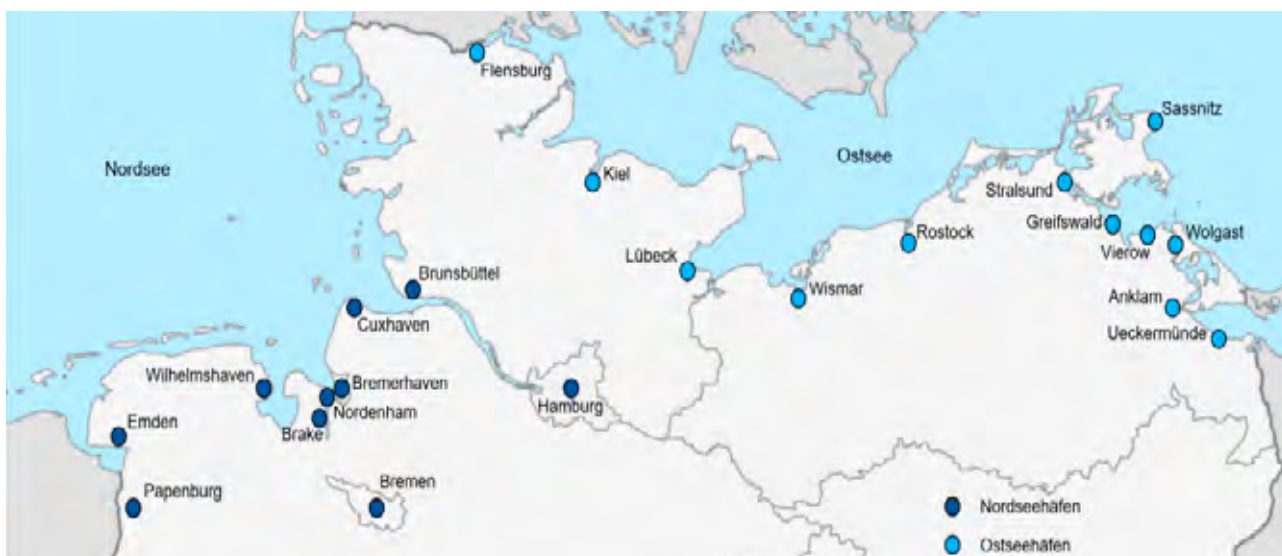 Flensburg
Sassnitz
Nordsee
Ostsee
Kiel
Stralsund
Greifswald
Rostock
Wolgast
Vierow
Lübeck
Brunsbüttel
Wismar
Anklam
Cuxhaven
Ueckermünde
Wilhelmshaven
Bremerhaven
Nordenham
Hamburg
Emden
Brake
Papenburg
Bremen
Nordseehäfen
Ostseehäfen